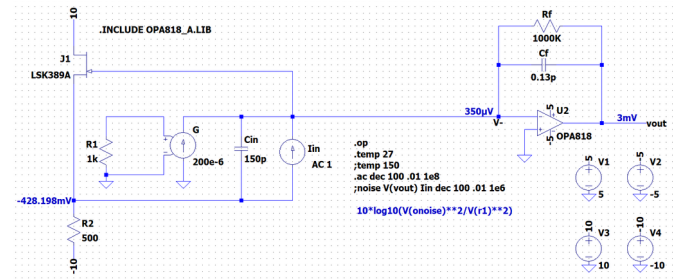 10
.INCLUDE OPA818_A.LIB
J1
LSK389A
R1
1k
G
200e-6
Cin
150p
Iin
AC 1
-428.198mV
R2
500
-10
.op
.temp 27
;temp 150
.ac dec 100 .01 1e8
;noise V(vout) Iin dec 100 .01 1e6
10*log10(V(onoise)**2/V(r1)**2)
Rf
1000K
Cf
0.13p
350µV
V-
-5
U2
OPA818
-5
3mV
vout
5
V1
5
-5
V2
-5
10
V3
10
-10
V4
-10